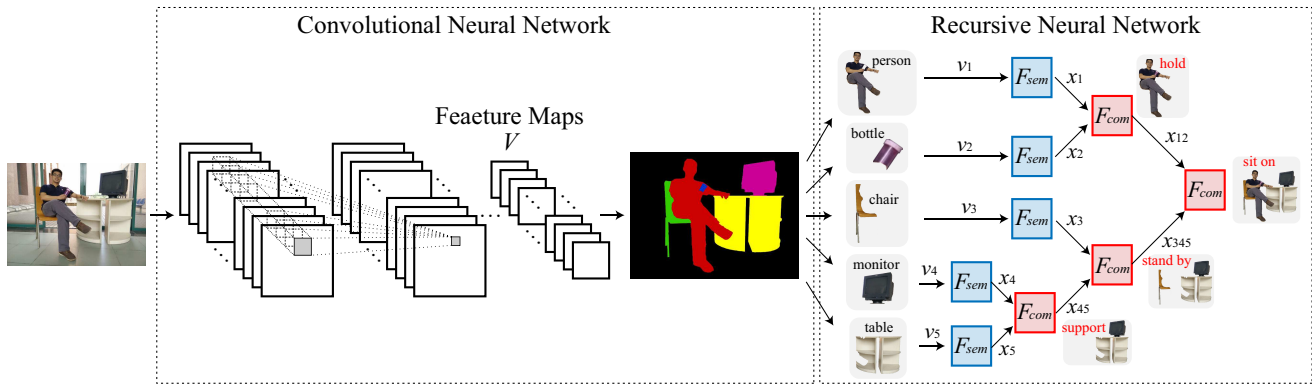 Convolutional Neural Network
Feaeture Maps
V
Recursive Neural Network
person
v1
Fsem
x1
hold
Fcom
x12
bottle
v2
Fsem
x2
sit on
Fcom
chair
v3
Fsem
x3
x345
Fcom
stand by
monitor
v4
Fsem
x4
Fcom
x45
support
table
v5
Fsem
x5